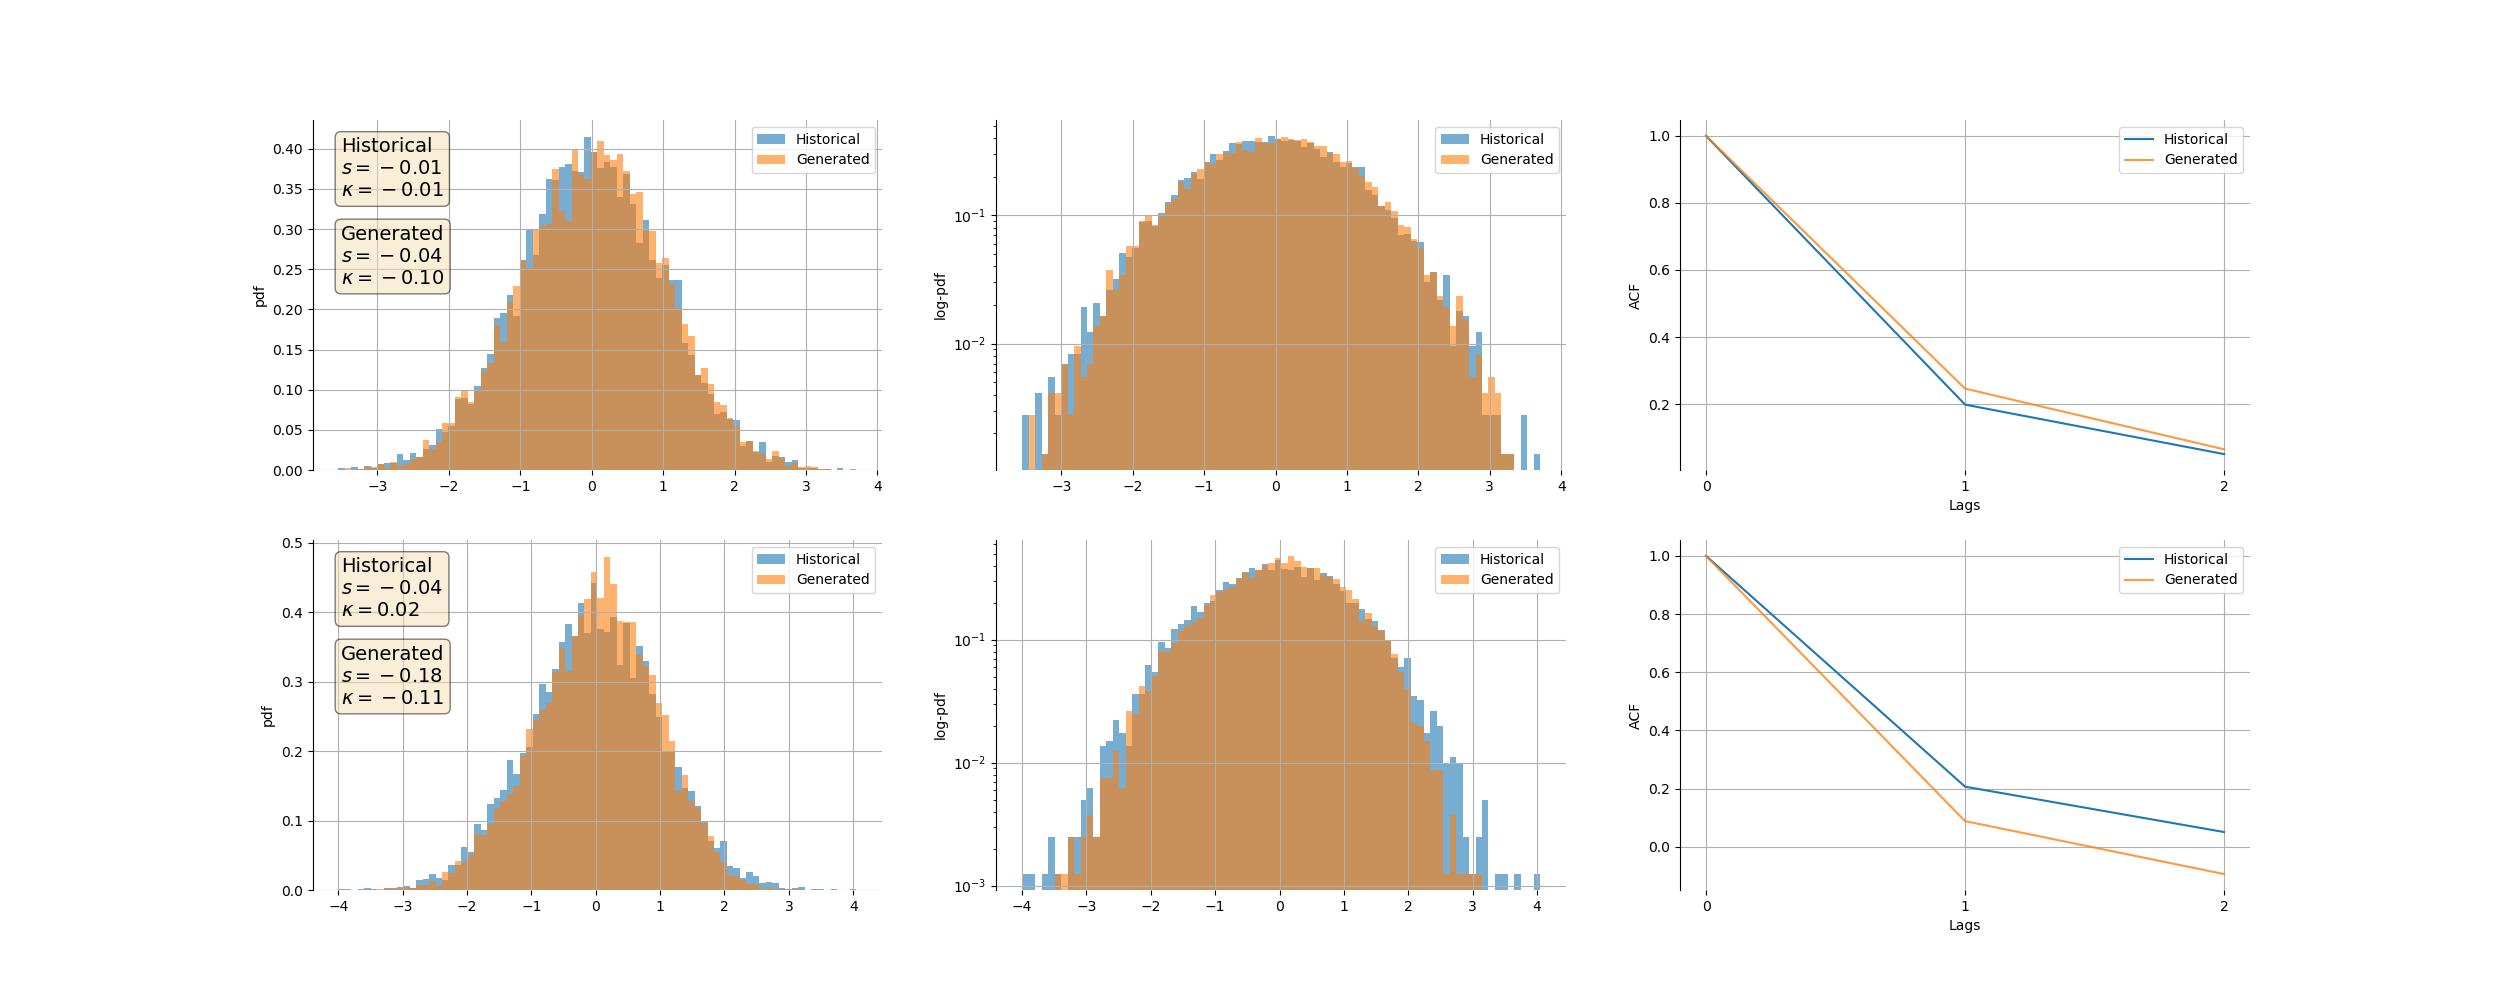 Historical
s = −0.01
κ = −0.01
Generated
s = −0.04
κ = −0.10
Historical
Generated
pdf
0.40
0.35
0.30
0.25
0.20
0.15
0.10
0.05
0.00
−3 −2 −1 0 1 2 3 4
Historical
Generated
log-pdf
10⁻¹
10⁻²
−3 −2 −1 0 1 2 3 4
Historical
Generated
ACF
1.0
0.8
0.6
0.4
0.2
0 1 2
Lags
Historical
s = −0.04
κ = 0.02
Generated
s = −0.18
κ = −0.11
Historical
Generated
pdf
0.5
0.4
0.3
0.2
0.1
0.0
−4 −3 −2 −1 0 1 2 3 4
Historical
Generated
log-pdf
10⁻¹
10⁻²
10⁻³
−4 −3 −2 −1 0 1 2 3 4
Historical
Generated
ACF
1.0
0.8
0.6
0.4
0.2
0.0
0 1 2
Lags